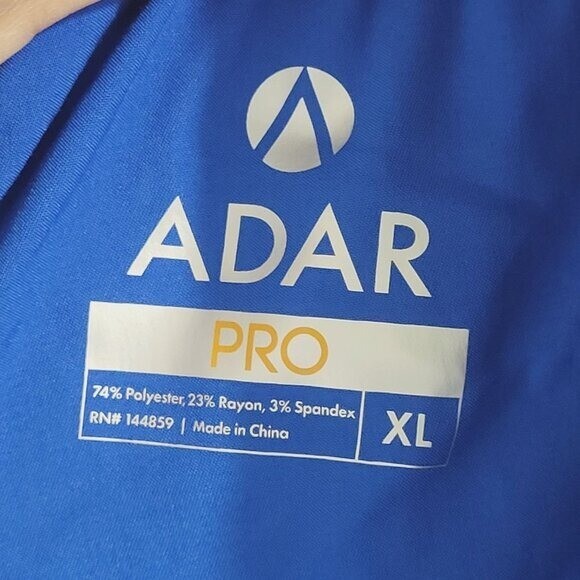 ADAR
PRO
74% Polyester, 23% Rayon, 3% Spandex
RN# 144859 | Made in China
XL